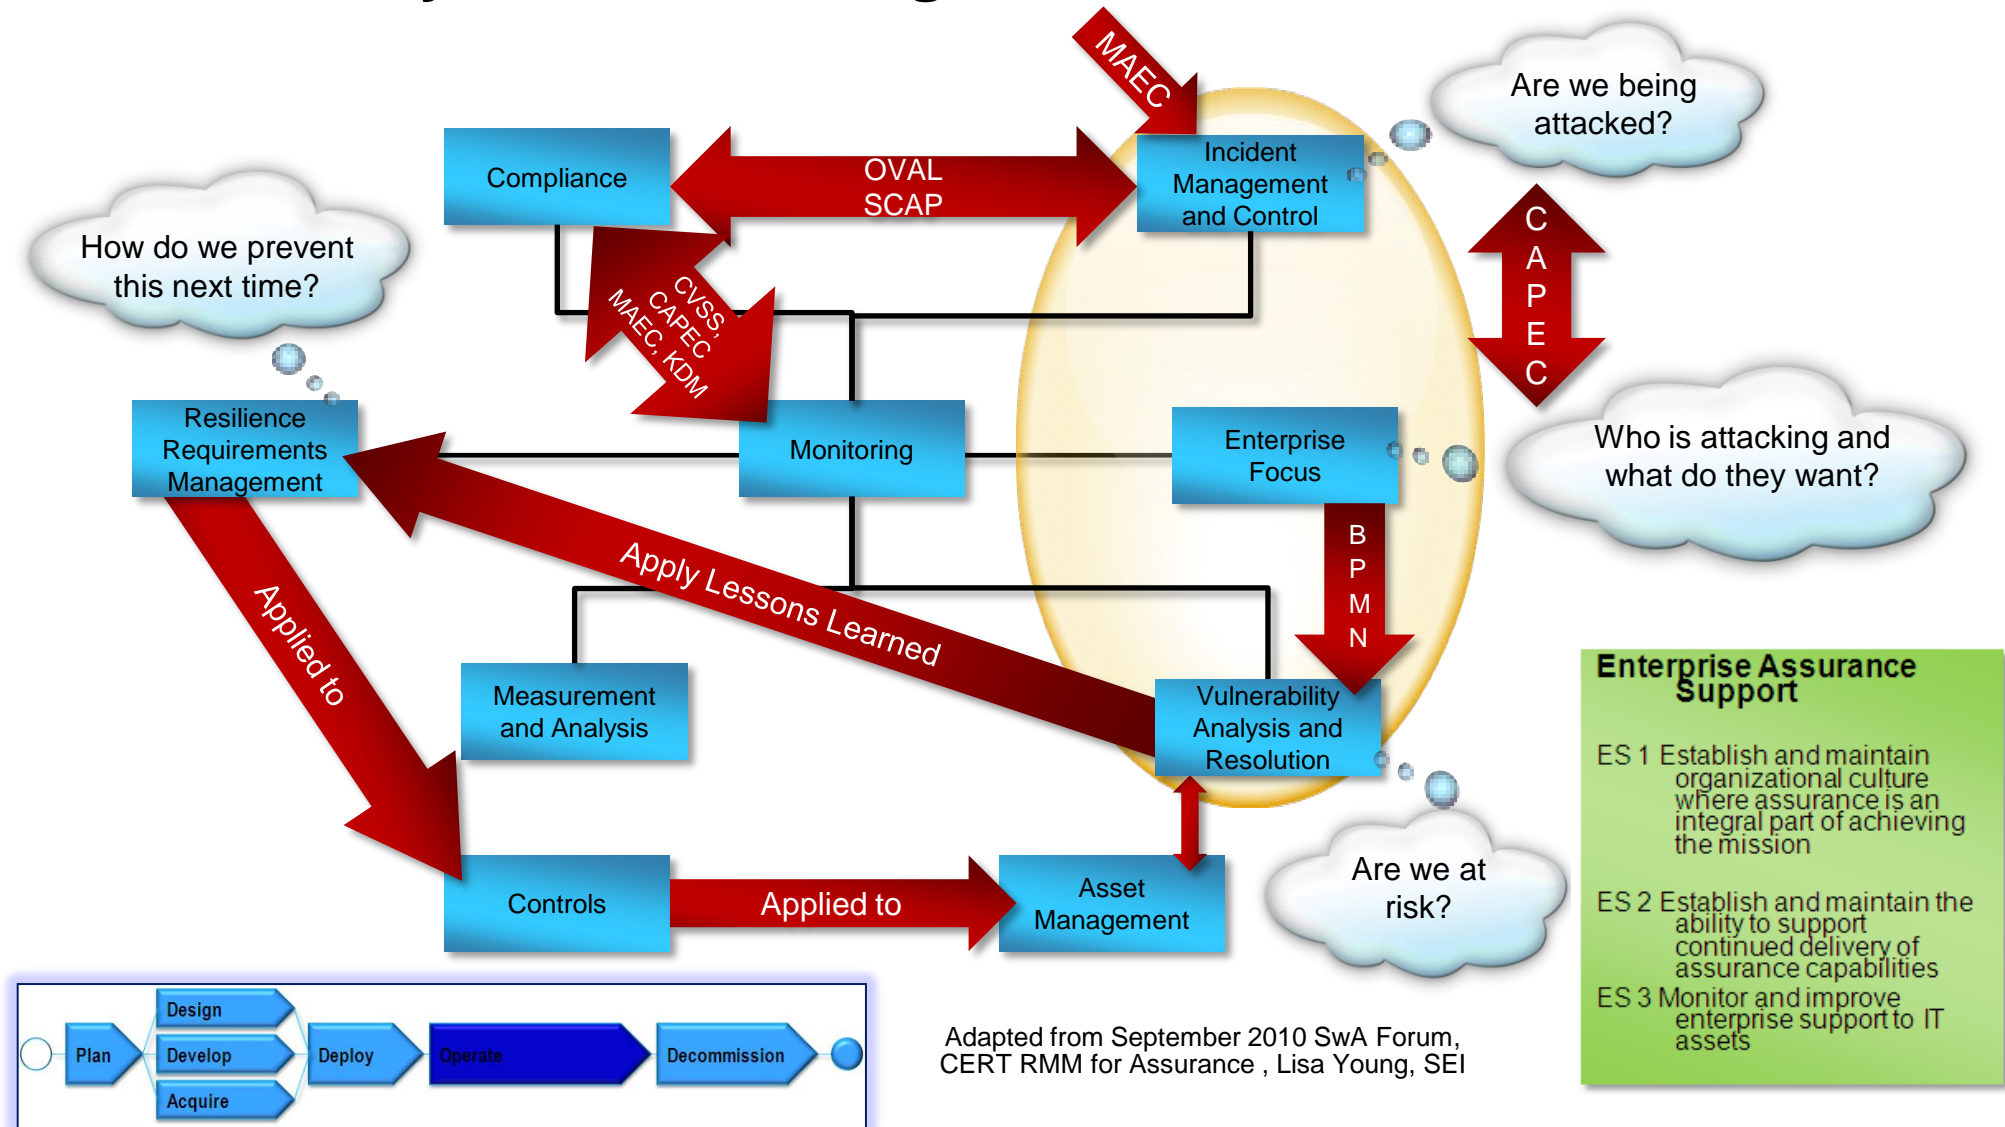 MAEC
Are we being
attacked?
Compliance
OVAL
SCAP
Incident
Management
and Control
How do we prevent
this next time?
CVSS,
CAPEC
MAEC, KDM
C
A
P
E
C
Resilience
Requirements
Management
Monitoring
Enterprise
Focus
Who is attacking and
what do they want?
B
P
M
N
Apply Lessons Learned
Applied to
Measurement
and Analysis
Vulnerability
Analysis and
Resolution
Enterprise Assurance
Support
ES 1 Establish and maintain
organizational culture
where assurance is an
integral part of achieving
the mission
ES 2 Establish and maintain the
ability to support
continued delivery of
assurance capabilities
ES 3 Monitor and improve
enterprise support to IT
assets
Controls
Applied to
Asset
Management
Are we at
risk?
Plan
Design
Develop
Acquire
Deploy
Operate
Decommission
Adapted from September 2010 SwA Forum,
CERT RMM for Assurance , Lisa Young, SEI